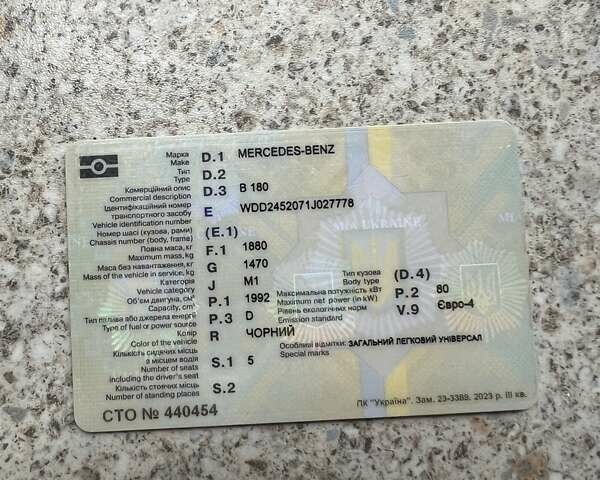 Марка D.1 MERCEDES-BENZ
Make
Тип D.2
Type
Комерційний опис D.3 B 180
Commercial description
Ідентифікаційний номер
транспортного засобу E WDD2452071J027778
Vehicle identification number
Номер шасі (кузова, рами) (E.1)
Chassis number (body, frame)
Повна маса, кг F.1 1880
Maximum mass, kg
Маса без навантаження, кг G 1470
Mass of the vehicle in service, kg
Категорія J M1
Vehicle category
Тип кузова (D.4)
Body type
Об'єм двигуна, см³ P.1 1992
Capacity, cm³
Максимальна потужність кВт P.2 80
Maximum net power (in kW)
Тип палива або джерела енергії P.3 D
Type of fuel or power source
Рівень екологічних норм V.9 Євро-4
Emission standard
Колір R ЧОРНИЙ
Color of the vehicle
Особливі відмітки: ЗАГАЛЬНИЙ ЛЕГКОВИЙ УНІВЕРСАЛ
Special marks
Кількість сидячих місць
з місцем водія S.1 5
Number of seats
including the driver's seat
Кількість стоячих місць S.2
Number of standing places
СТО № 440454
ПК "Україна". Зам. 23-3389. 2023 р. III кв.
MIA UKRAINE